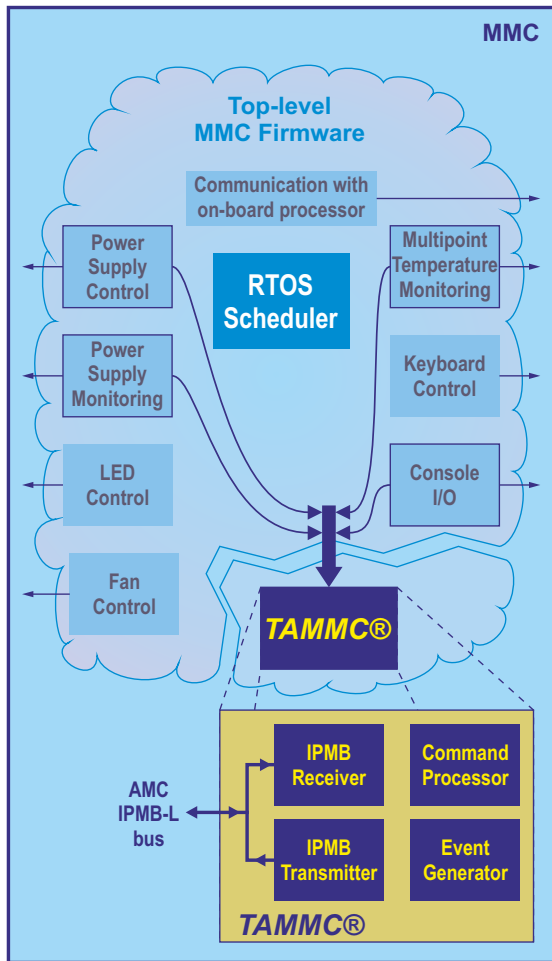 MMC
Top-level
MMC Firmware
Communication with
on-board processor
Power
Supply
Control
RTOS
Scheduler
Multipoint
Temperature
Monitoring
Power
Supply
Monitoring
Keyboard
Control
LED
Control
Console
I/O
Fan
Control
TAMMC®
IPMB
Receiver
Command
Processor
AMC
IPMB-L
bus
IPMB
Transmitter
Event
Generator
TAMMC®